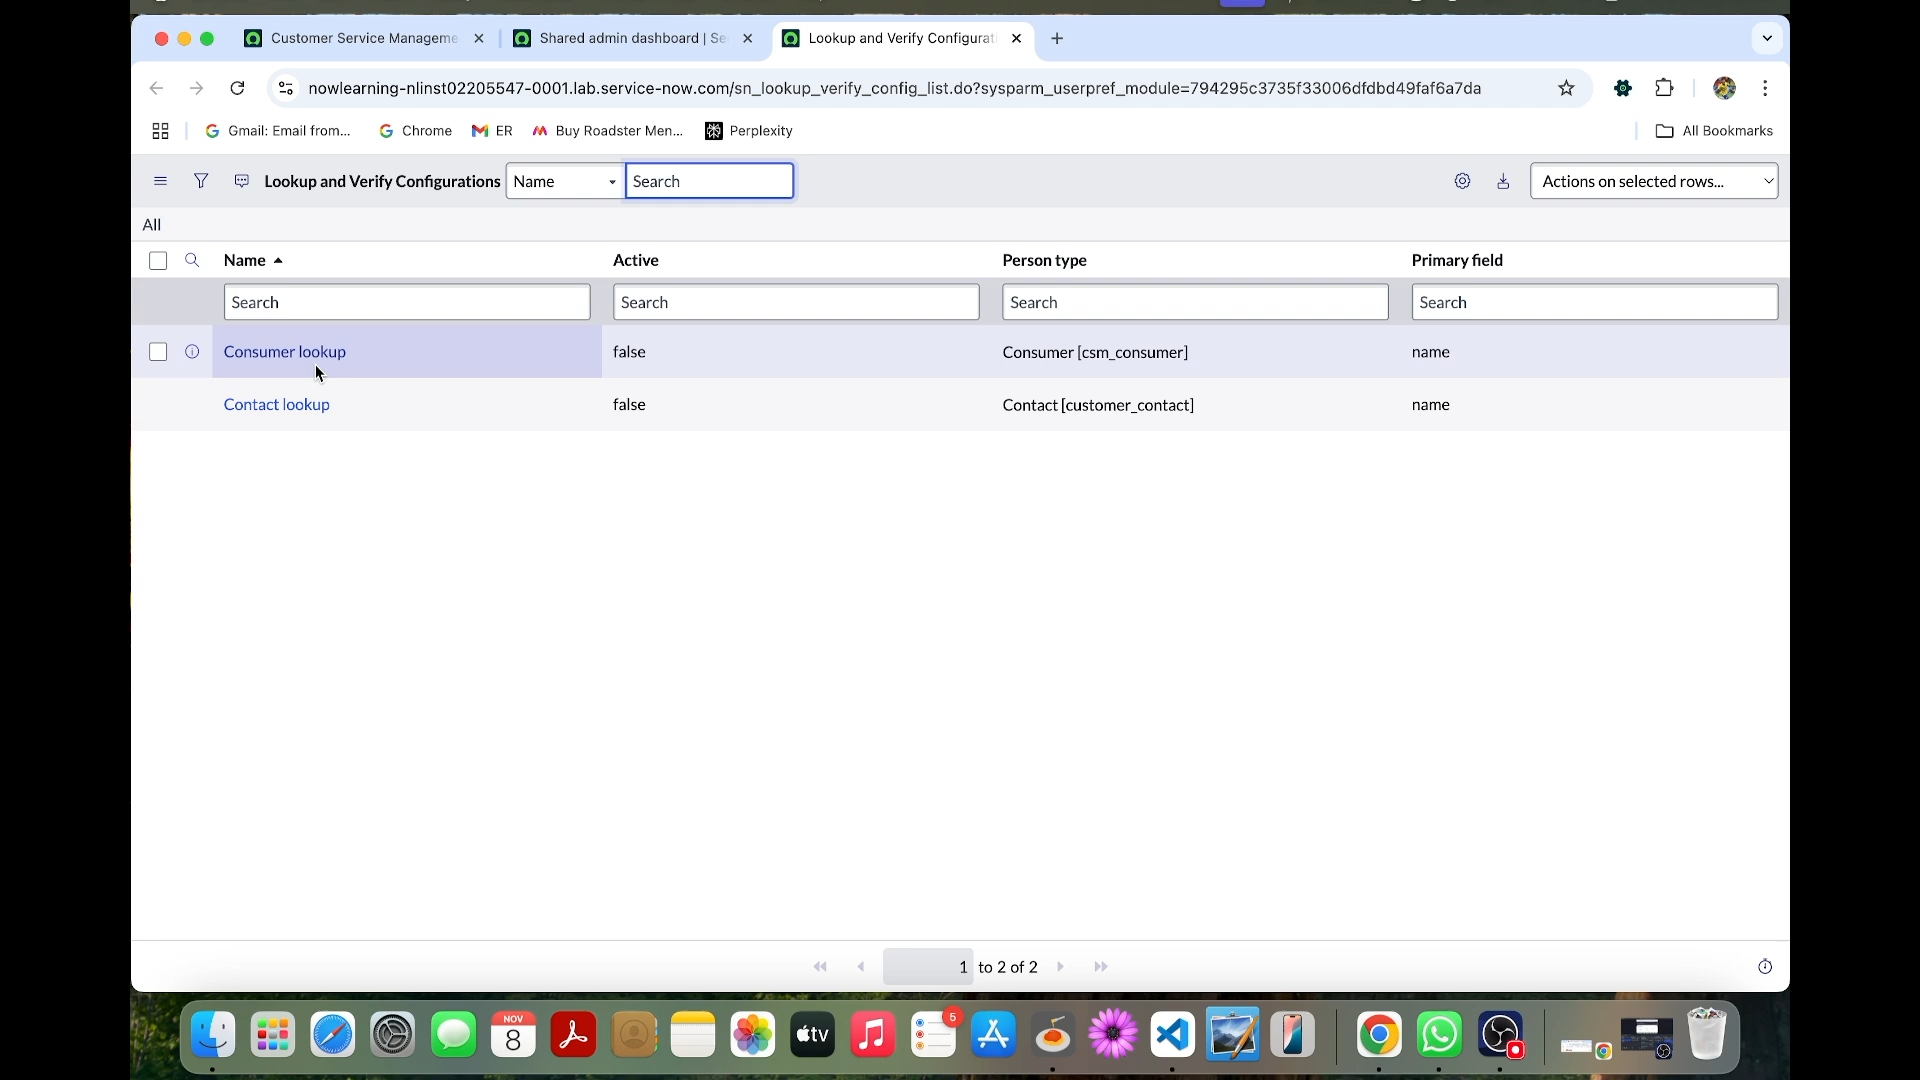 Customer Service Manageme
Shared admin dashboard | Se
Lookup and Verify Configurat
nowlearning-nlinst02205547-0001.lab.service-now.com/sn_lookup_verify_config_list.do?sysparm_userpref_module=794295c3735f33006dfdbd49faf6a7da
Gmail: Email from...
Chrome
ER
Buy Roadster Men...
Perplexity
All Bookmarks
Lookup and Verify Configurations
Name
Search
Actions on selected rows...
All
Name
Active
Person type
Primary field
Search
Search
Search
Search
Consumer lookup
false
Consumer [csm_consumer]
name
Contact lookup
false
Contact [customer_contact]
name
1 to 2 of 2
NOV
8
tv
5